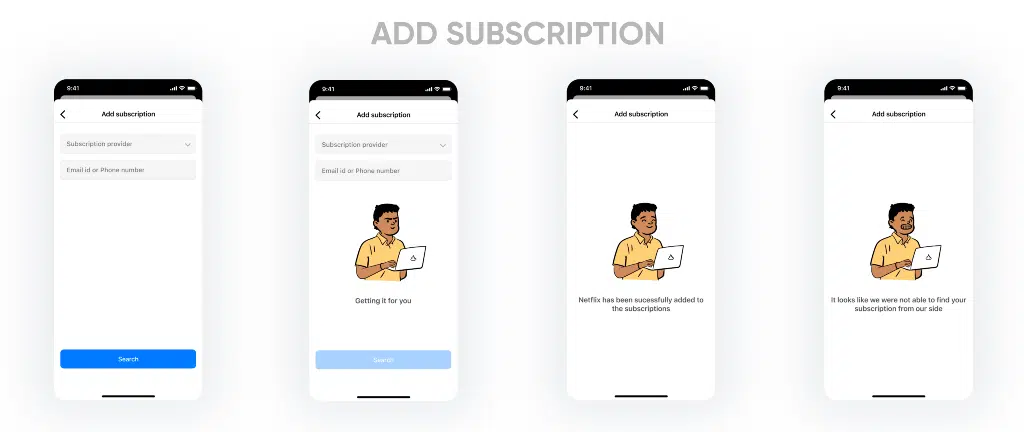 ADD SUBSCRIPTION
9:41
Add subscription
Subscription provider
Email id or Phone number
Search
9:41
Add subscription
Subscription provider
Email id or Phone number
Getting it for you
Search
9:41
Add subscription
Netflix has been sucessfully added to
the subscriptions
9:41
Add subscription
It looks like we were not able to find your
subscription from our side